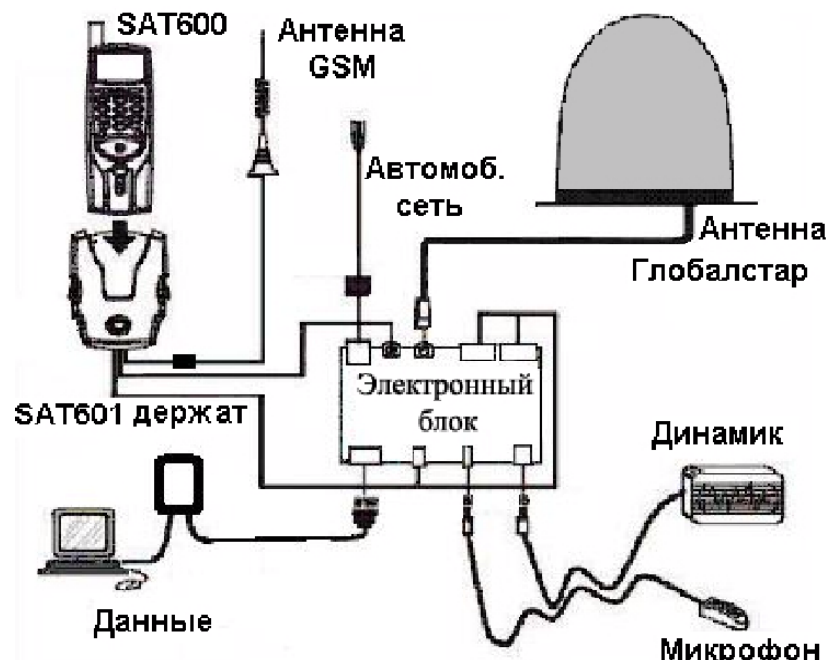 SAT600
Антенна
GSM
Автомоб.
сеть
Антенна
Глобалстар
Электронный
блок
SAT601 держат
Динамик
Данные
Микрофон